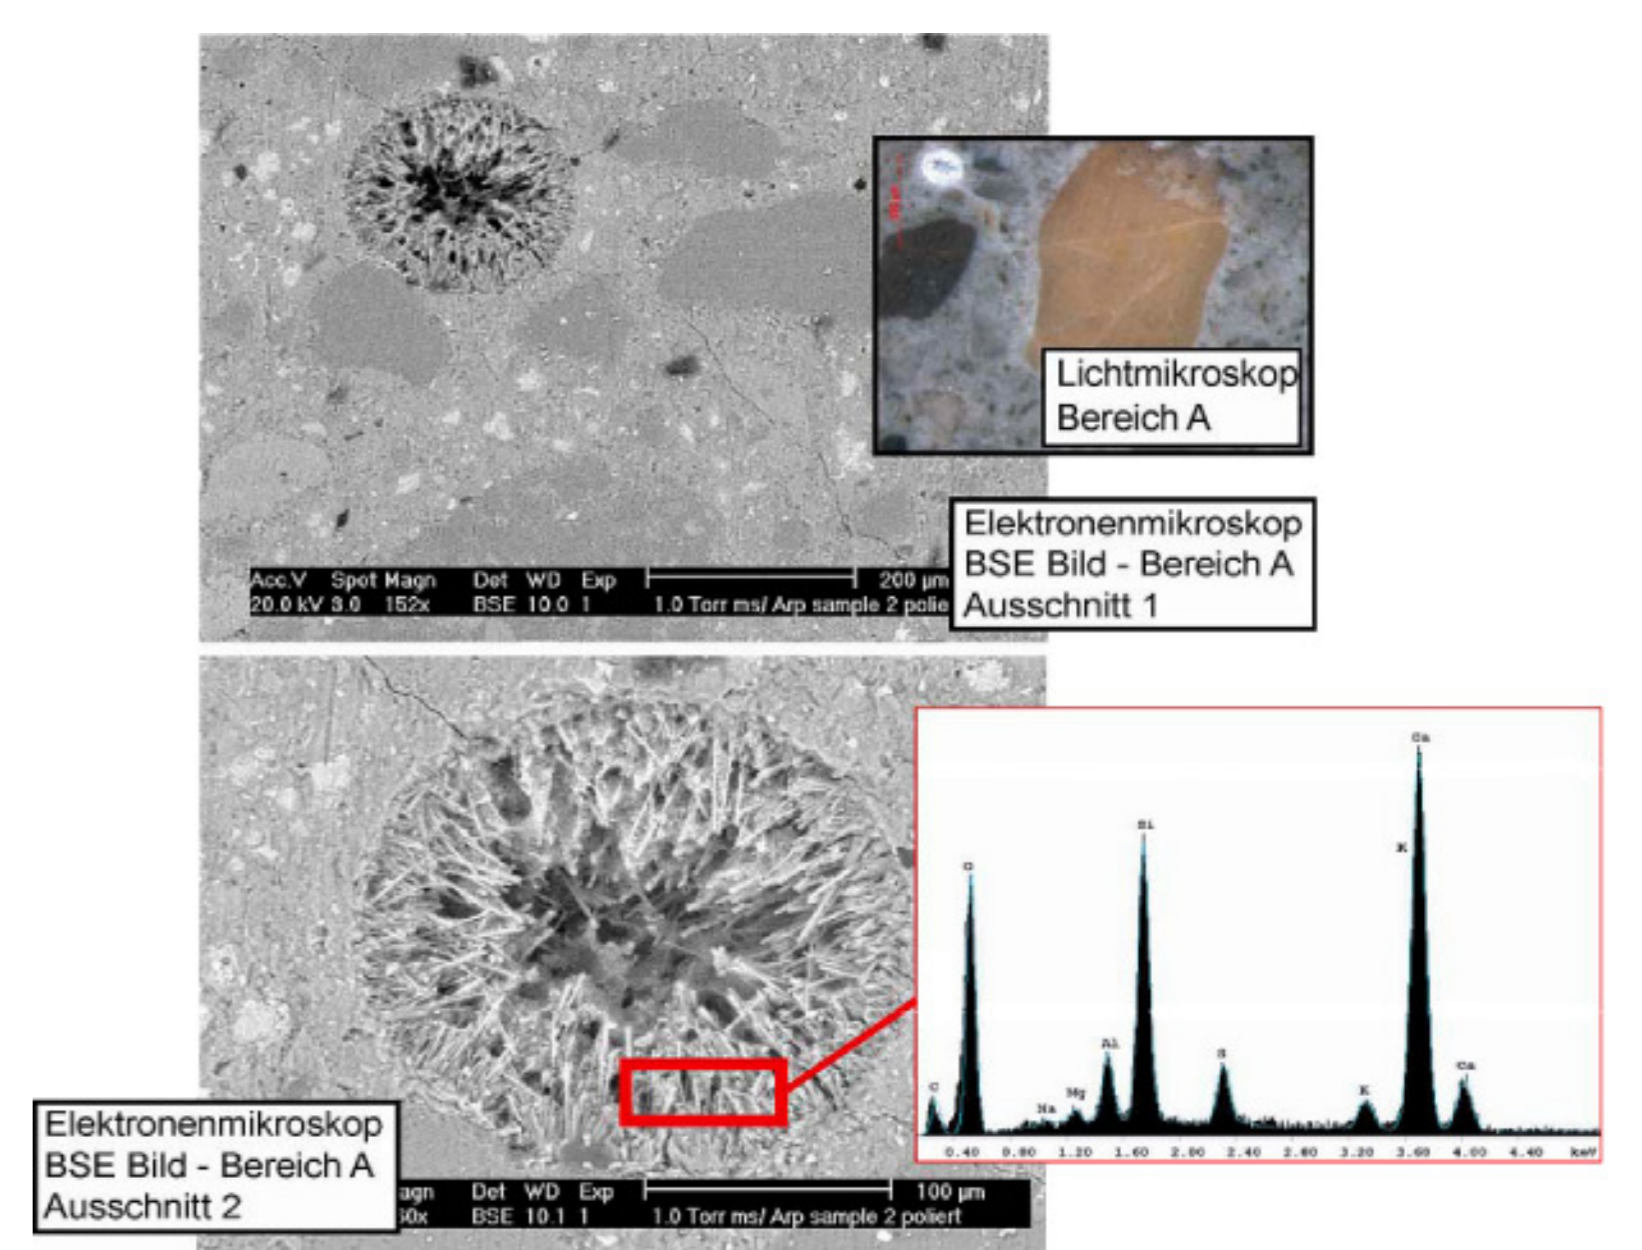 Lichtmikroskop
Bereich A
Elektronenmikroskop
BSE Bild - Bereich A
Ausschnitt 1
Acc.V Spot Magn Det WD Exp 200 µm
20.0 kV 3.0 152x BSE 10.0 1 1.0 Torr ms/ Arp sample 2 polie
Ca
Si
K
O
Al
S
Ca
C
Na
Mg
K
0.40 0.80 1.20 1.60 2.00 2.40 2.80 3.20 3.60 4.00 4.40 keV
Elektronenmikroskop
BSE Bild - Bereich A
Ausschnitt 2
agn Det WD Exp 100 µm
60x BSE 10.1 1 1.0 Torr ms/ Arp sample 2 poliert